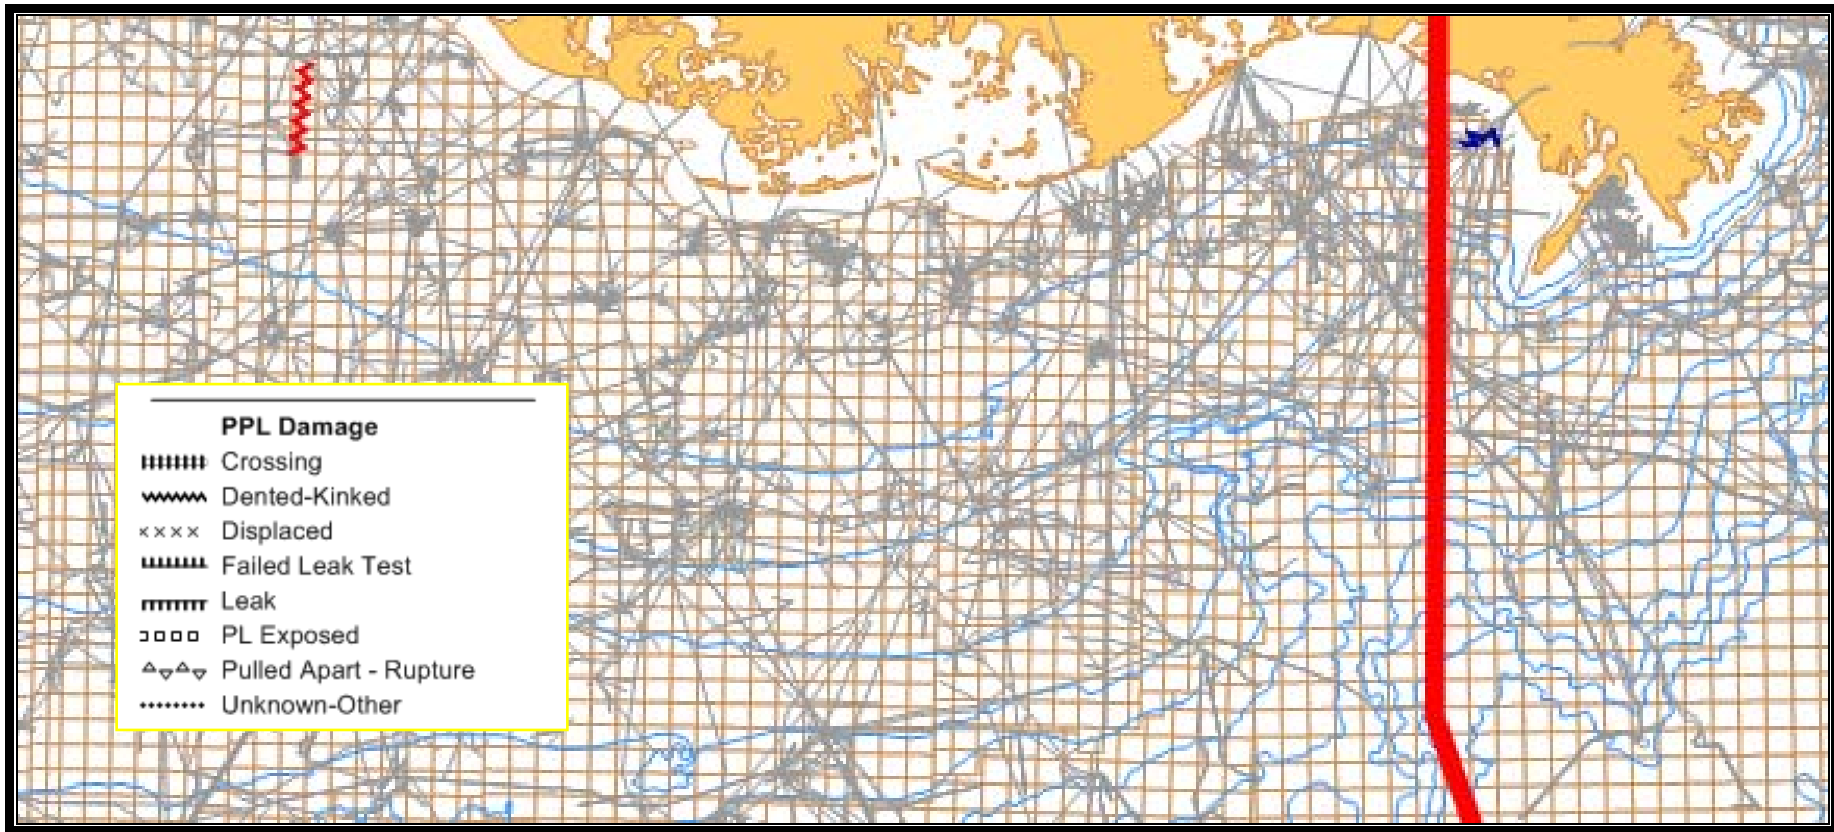 PPL Damage
Crossing
Dented-Kinked
Displaced
Failed Leak Test
Leak
PL Exposed
Pulled Apart - Rupture
Unknown-Other